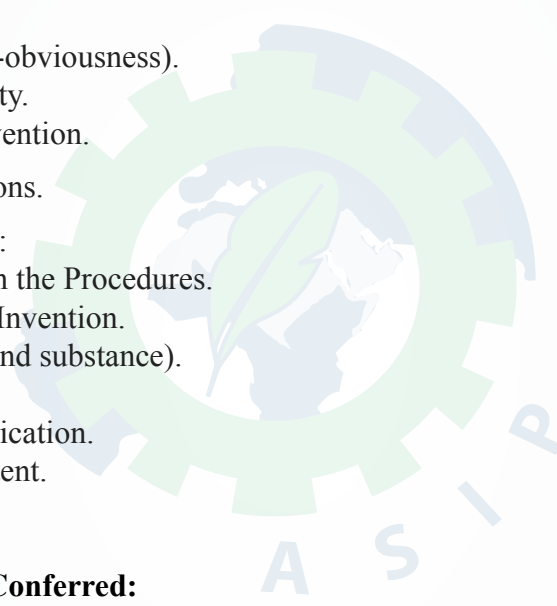 -obviousness).
ty.
vention.
ons.
:
n the Procedures.
Invention.
nd substance).
ication.
ent.
Conferred:
A S I P